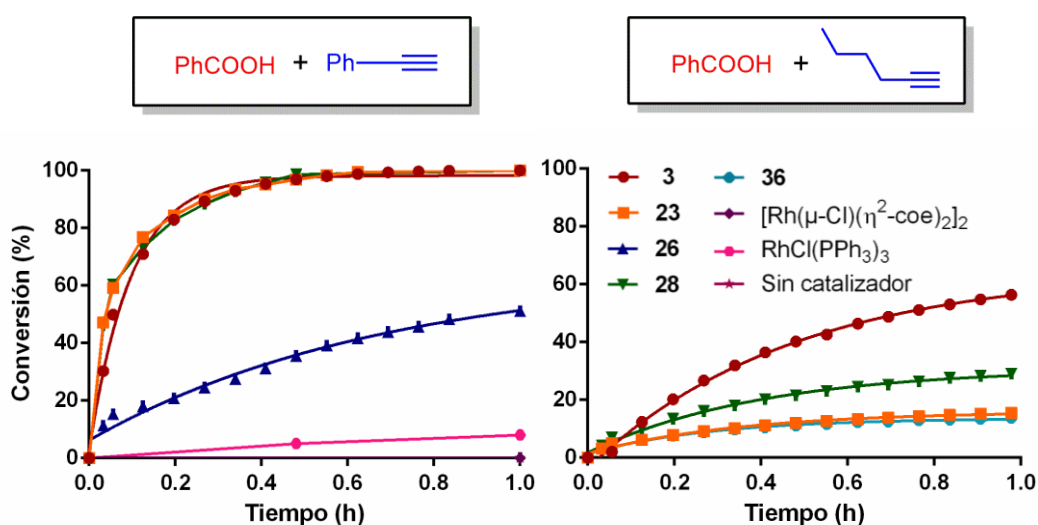 PhCOOH + Ph
PhCOOH +
100
80
60
40
20
0
Conversión (%)
0.0 0.2 0.4 0.6 0.8 1.0
Tiempo (h)
100
80
60
40
20
0
3
23
26
28
36
[Rh(μ-Cl)(η²-coe)₂]₂
RhCl(PPh₃)₃
Sin catalizador
0.0 0.2 0.4 0.6 0.8 1.0
Tiempo (h)